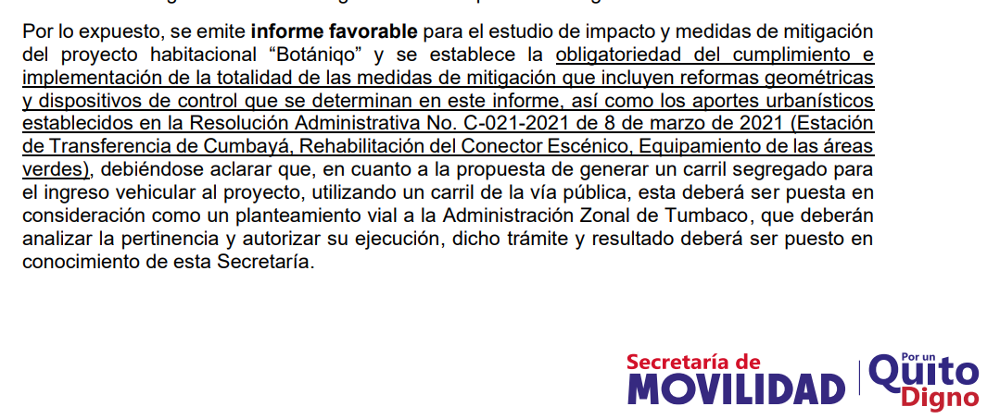 Por lo expuesto, se emite informe favorable para el estudio de impacto y medidas de mitigación
del proyecto habitacional “Botániqo” y se establece la obligatoriedad del cumplimiento e
implementación de la totalidad de las medidas de mitigación que incluyen reformas geométricas
y dispositivos de control que se determinan en este informe, así como los aportes urbanísticos
establecidos en la Resolución Administrativa No. C-021-2021 de 8 de marzo de 2021 (Estación
de Transferencia de Cumbayá, Rehabilitación del Conector Escénico, Equipamiento de las áreas
verdes), debiéndose aclarar que, en cuanto a la propuesta de generar un carril segregado para
el ingreso vehicular al proyecto, utilizando un carril de la vía pública, esta deberá ser puesta en
consideración como un planteamiento vial a la Administración Zonal de Tumbaco, que deberán
analizar la pertinencia y autorizar su ejecución, dicho trámite y resultado deberá ser puesto en
conocimiento de esta Secretaría.
Secretaría de
MOVILIDAD
Por un
Quito
Digno